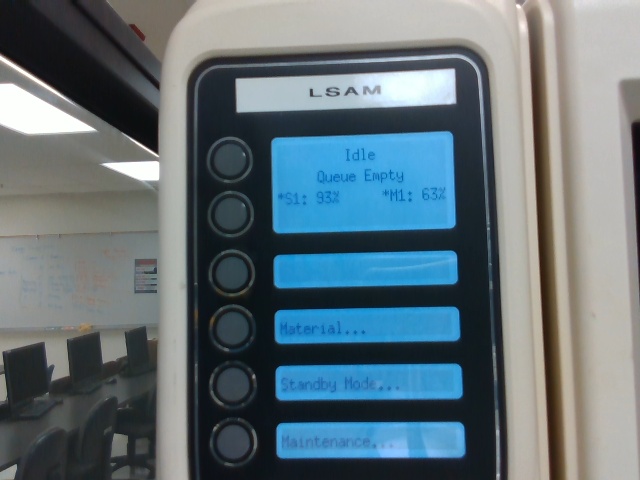 LSAM
Idle
Queue Empty
*S1: 93% *M1: 63%
Material...
Standby Mode...
Maintenance...